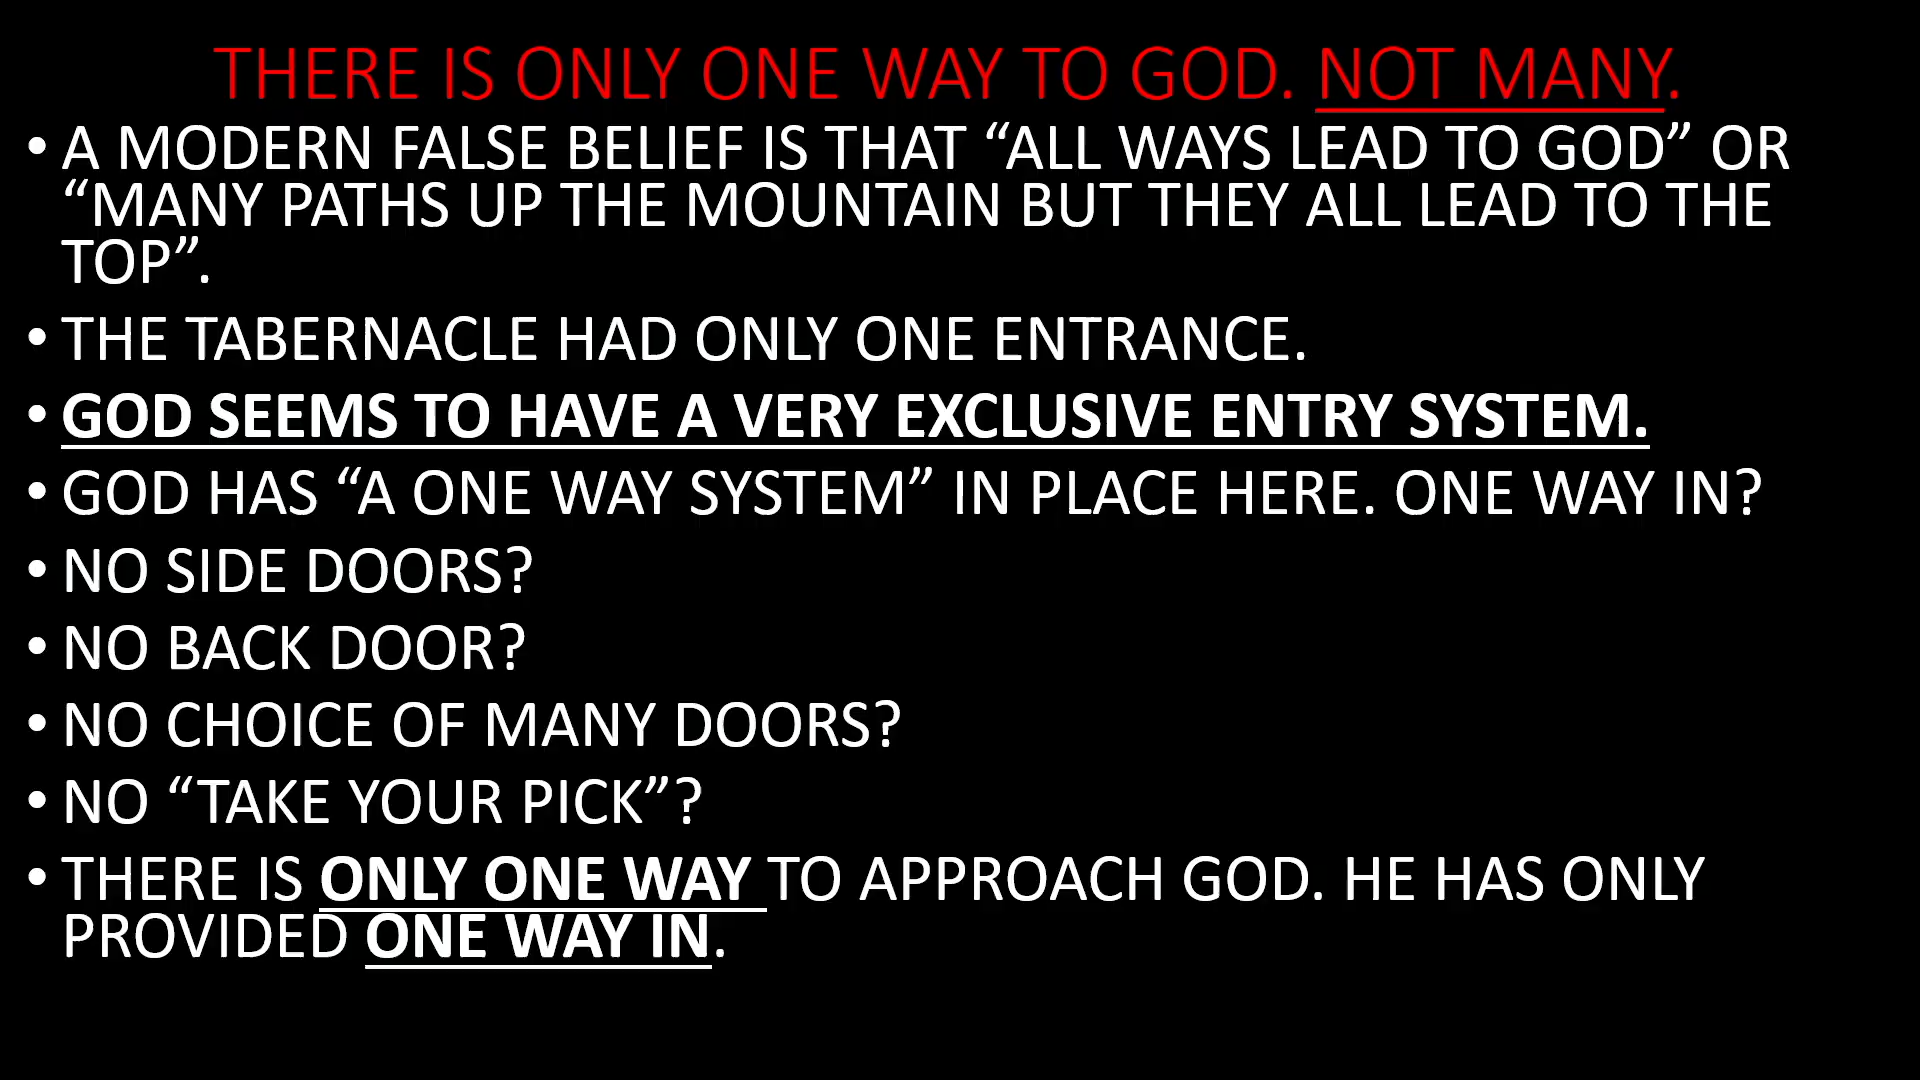 THERE IS ONLY ONE WAY TO GOD. NOT MANY.
• A MODERN FALSE BELIEF IS THAT “ALL WAYS LEAD TO GOD” OR
“MANY PATHS UP THE MOUNTAIN BUT THEY ALL LEAD TO THE
TOP”.
• THE TABERNACLE HAD ONLY ONE ENTRANCE.
• GOD SEEMS TO HAVE A VERY EXCLUSIVE ENTRY SYSTEM.
• GOD HAS “A ONE WAY SYSTEM” IN PLACE HERE. ONE WAY IN?
• NO SIDE DOORS?
• NO BACK DOOR?
• NO CHOICE OF MANY DOORS?
• NO “TAKE YOUR PICK”?
• THERE IS ONLY ONE WAY TO APPROACH GOD. HE HAS ONLY
PROVIDED ONE WAY IN.